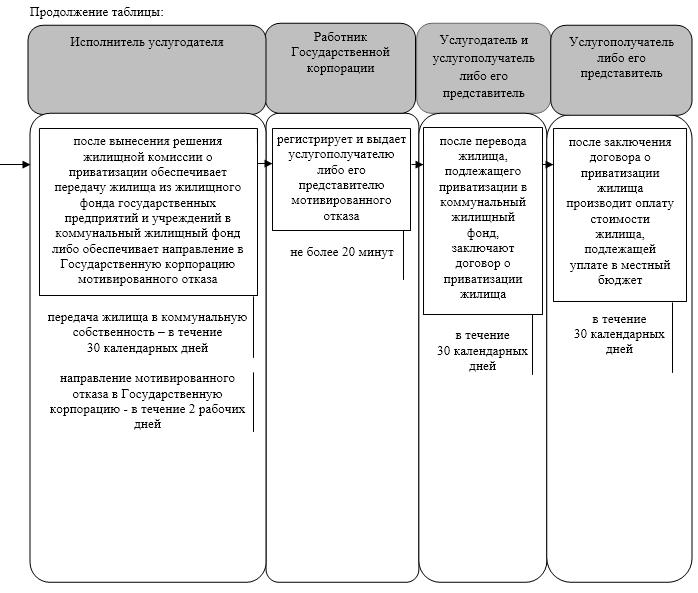 Продолжение таблицы:
Исполнитель услугодателя
Работник
Государственной
корпорации
Услугодатель и
услугополучатель
либо его
представитель
Услугополучатель
либо его
представитель
после вынесения решения
жилищной комиссии о
приватизации обеспечивает
передачу жилища из жилищного
фонда государственных
предприятий и учреждений в
коммунальный жилищный фонд
либо обеспечивает направление в
Государственную корпорацию
мотивированного отказа
передача жилища в коммунальную
собственность – в течение
30 календарных дней
направление мотивированного
отказа в Государственную
корпорацию - в течение 2 рабочих
дней
регистрирует и выдает
услугополучателю
либо его
представителю
мотивированного
отказа
не более 20 минут
после перевода
жилища,
подлежащего
приватизации в
коммунальный
жилищный
фонд,
заключают
договор о
приватизации
жилища
в течение
30 календарных
дней
после заключения
договора о
приватизации
жилища
производит оплату
стоимости
жилища,
подлежащей
уплате в местный
бюджет
в течение
30 календарных
дней